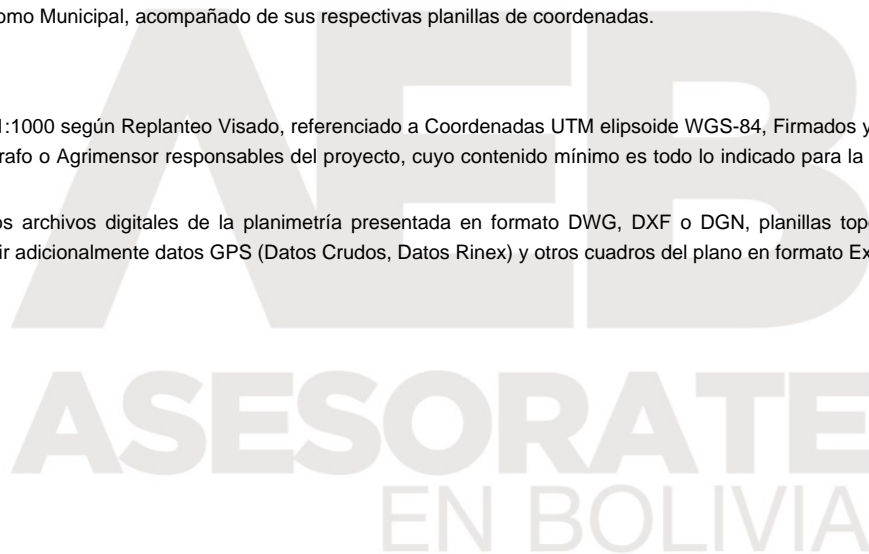 omo Municipal, acompañado de sus respectivas planillas de coordenadas.
1:1000 según Replanteo Visado, referenciado a Coordenadas UTM elipsoide WGS-84, Firmados y
rafo o Agrimensor responsables del proyecto, cuyo contenido mínimo es todo lo indicado para la
os archivos digitales de la planimetría presentada en formato DWG, DXF o DGN, planillas top
ir adicionalmente datos GPS (Datos Crudos, Datos Rinex) y otros cuadros del plano en formato Ex
AEB
ASESORATE
EN BOLIVIA